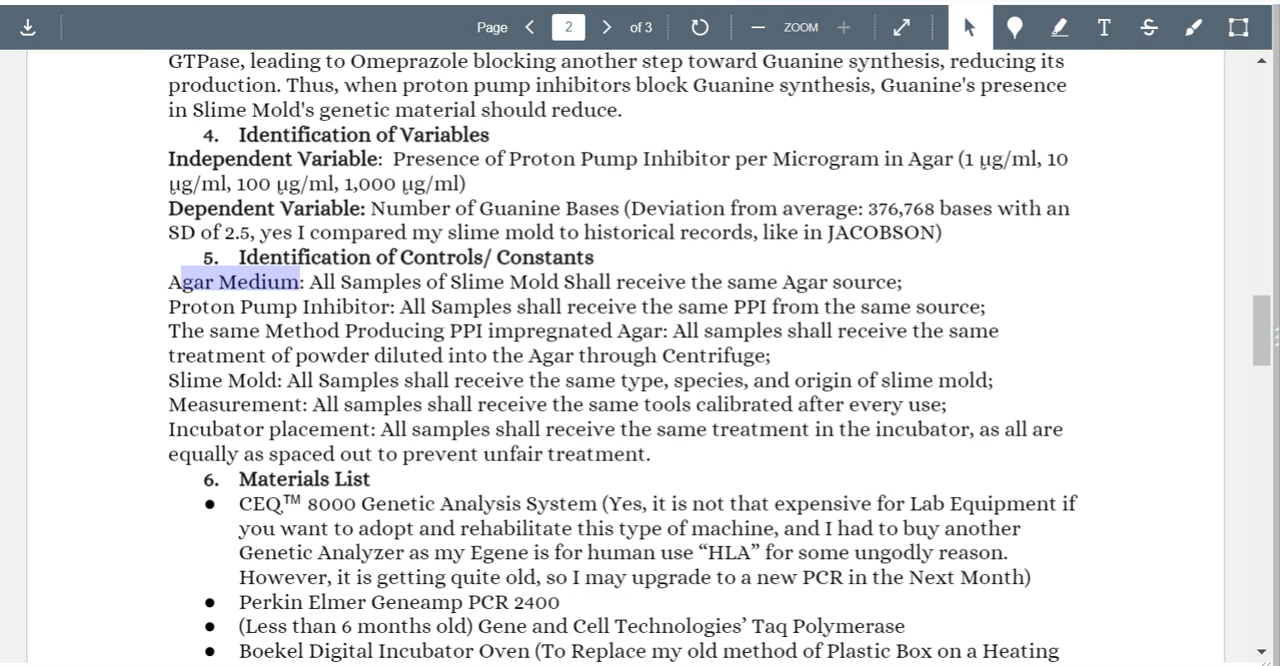 Page 2 of 3 ZOOM T S
GTPase, leading to Omeprazole blocking another step toward Guanine synthesis, reducing its
production. Thus, when proton pump inhibitors block Guanine synthesis, Guanine's presence
in Slime Mold's genetic material should reduce.
4. Identification of Variables
Independent Variable: Presence of Proton Pump Inhibitor per Microgram in Agar (1 µg/ml, 10
µg/ml, 100 µg/ml, 1,000 µg/ml)
Dependent Variable: Number of Guanine Bases (Deviation from average: 376,768 bases with an
SD of 2.5, yes I compared my slime mold to historical records, like in JACOBSON)
5. Identification of Controls/ Constants
Agar Medium: All Samples of Slime Mold Shall receive the same Agar source;
Proton Pump Inhibitor: All Samples shall receive the same PPI from the same source;
The same Method Producing PPI impregnated Agar: All samples shall receive the same
treatment of powder diluted into the Agar through Centrifuge;
Slime Mold: All Samples shall receive the same type, species, and origin of slime mold;
Measurement: All samples shall receive the same tools calibrated after every use;
Incubator placement: All samples shall receive the same treatment in the incubator, as all are
equally as spaced out to prevent unfair treatment.
6. Materials List
● CEQ™ 8000 Genetic Analysis System (Yes, it is not that expensive for Lab Equipment if
you want to adopt and rehabilitate this type of machine, and I had to buy another
Genetic Analyzer as my Egene is for human use “HLA” for some ungodly reason.
However, it is getting quite old, so I may upgrade to a new PCR in the Next Month)
● Perkin Elmer Geneamp PCR 2400
● (Less than 6 months old) Gene and Cell Technologies’ Taq Polymerase
● Boekel Digital Incubator Oven (To Replace my old method of Plastic Box on a Heating